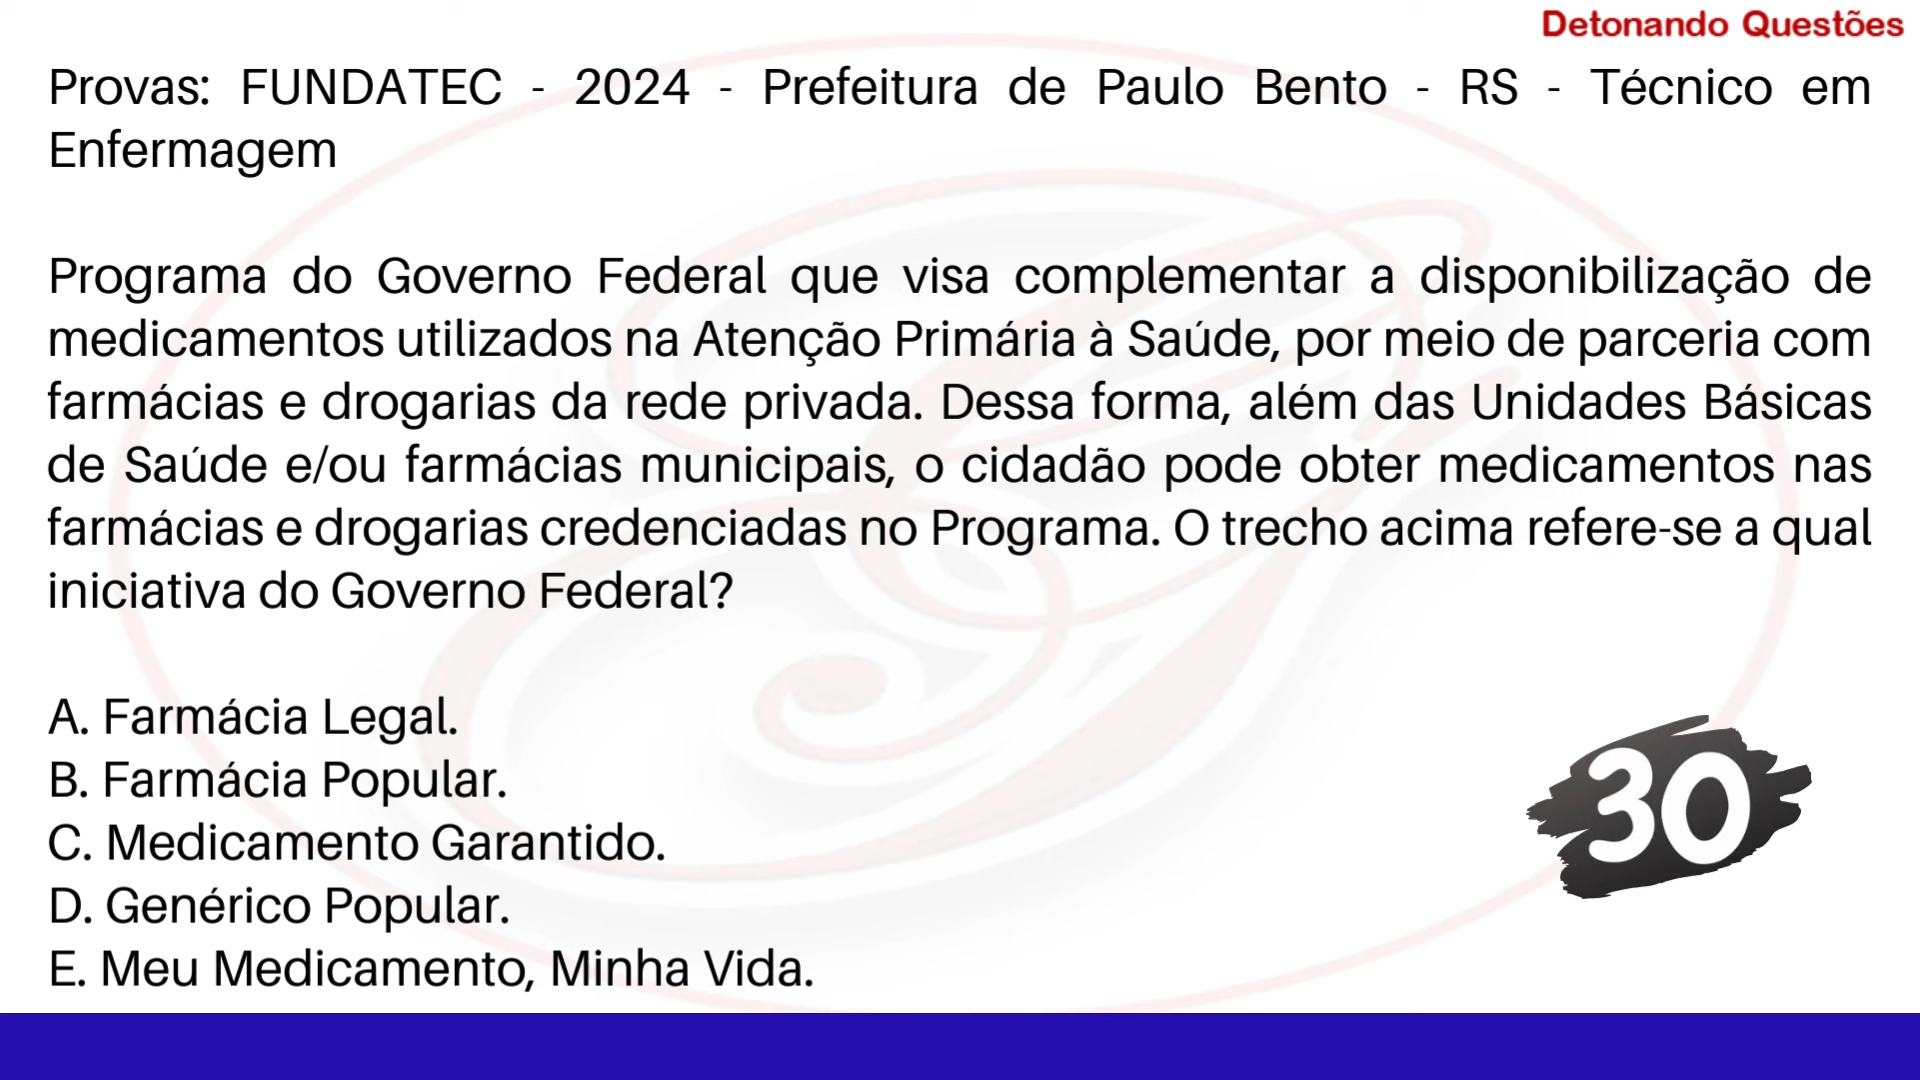 Detonando Questões
Provas: FUNDATEC - 2024 - Prefeitura de Paulo Bento - RS - Técnico em
Enfermagem
Programa do Governo Federal que visa complementar a disponibilização de
medicamentos utilizados na Atenção Primária à Saúde, por meio de parceria com
farmácias e drogarias da rede privada. Dessa forma, além das Unidades Básicas
de Saúde e/ou farmácias municipais, o cidadão pode obter medicamentos nas
farmácias e drogarias credenciadas no Programa. O trecho acima refere-se a qual
iniciativa do Governo Federal?
A. Farmácia Legal.
B. Farmácia Popular.
C. Medicamento Garantido.
D. Genérico Popular.
E. Meu Medicamento, Minha Vida.
30